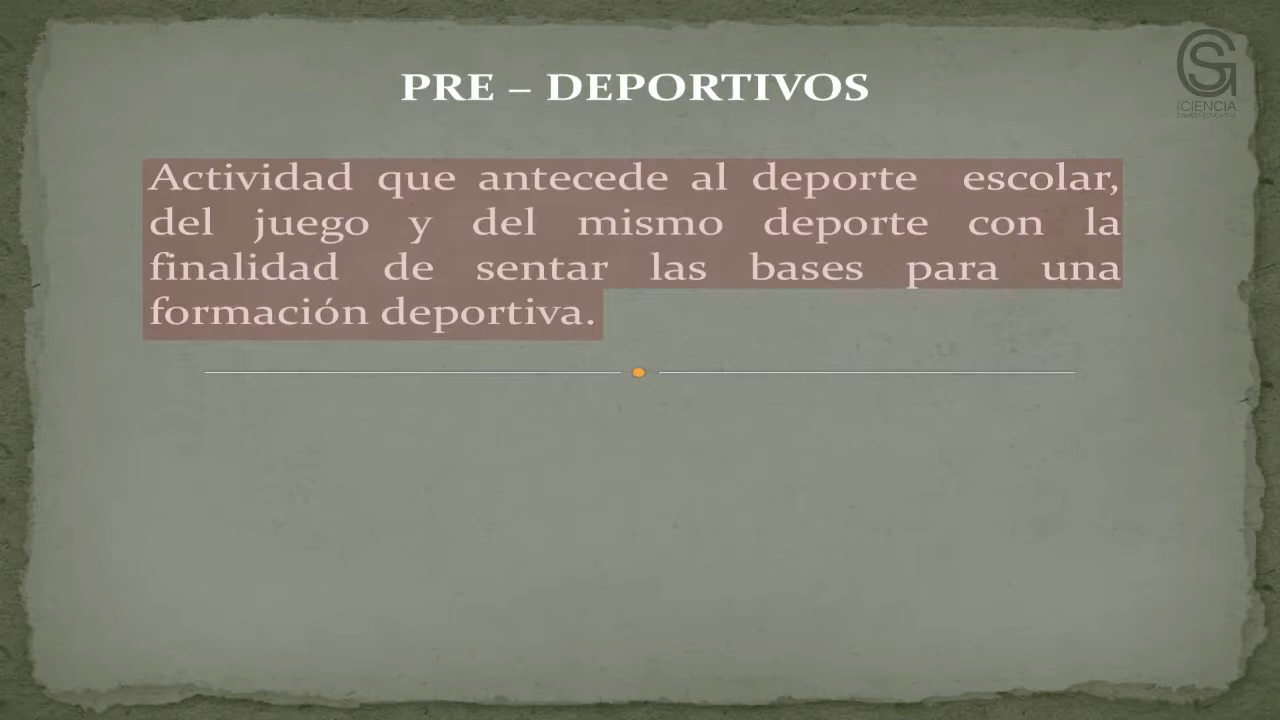 PRE – DEPORTIVOS
CIENCIA
Actividad que antecede al deporte escolar,
del juego y del mismo deporte con la
finalidad de sentar las bases para una
formación deportiva.